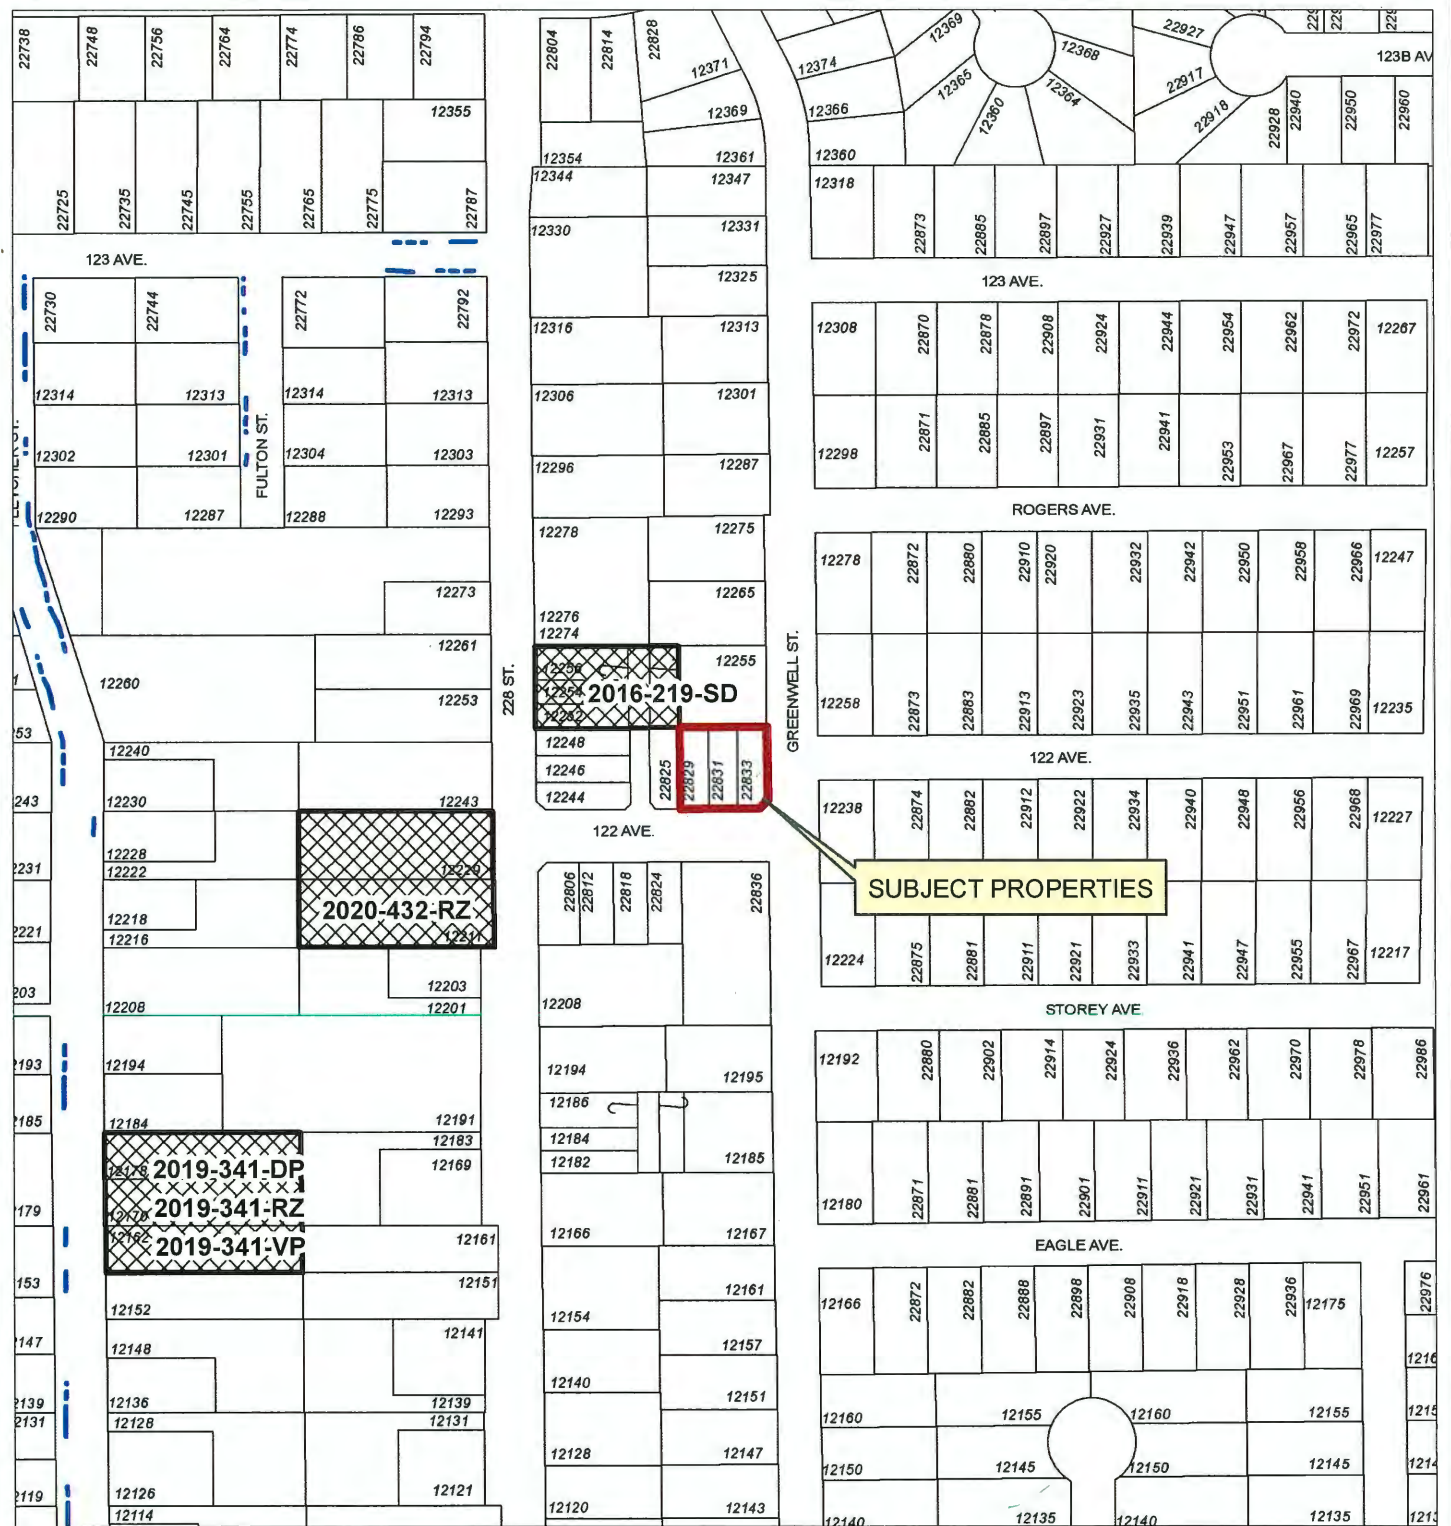 22738 22748 22756 22764 22774 22786 22794 22804 22814 22828 12371 12374 12369 12368 22927 123B AV
12369 12366 12365 12360 12364 22917 22918 22928 22940 22950 22960
12355 12354 12361 12360
22725 22735 22745 22755 22765 22775 22787 12344 12347 12318 22873 22885 22897 22927 22939 22947 22957 22965 22977
12330 12331
123 AVE.
12325
123 AVE.
22730 22744 22772 22792 12316 12313 12308 22870 22878 22908 22924 22944 22954 22962 22972 12267
12314 12313 12314 12313 12306 12301
FULTON ST.
12302 12301 12304 12303 12296 12287 12298 22871 22885 22897 22931 22941 22953 22967 22977 12257
12290 12287 12288 12293
ROGERS AVE.
12278 12275 12278 22872 22880 22910 22920 22932 22942 22950 22958 22966 12247
12273 12265
12276
12274
12261 12255
228 ST.
GREENWELL ST.
12260 12253 12256 12254 12252
2016-219-SD
12258 22873 22883 22913 22923 22935 22943 22951 22961 22969 12235
12240 12248
12246 22825 22829 22831 22833
122 AVE.
12230 12243 12244
122 AVE.
12238 22874 22882 22912 22922 22934 22940 22948 22956 22968 12227
12228 12229
12222
SUBJECT PROPERTIES
22806 22812 22818 22824 22836
2020-432-RZ
12218
12216 12211
12224 22875 22881 22911 22921 22933 22941 22947 22955 22967 12217
12203
12208 12201 12208
STOREY AVE
12194 12194 12195 12192 22880 22902 22914 22924 22936 22962 22970 22978 22986
12184 12191 12186
12183 12184
12169 12182 12185
12178
2019-341-DP
12170
2019-341-RZ
12162
2019-341-VP
12180 22871 22881 22891 22901 22911 22921 22931 22941 22951 22961
12161 12166 12167
EAGLE AVE.
12151 12161
12152 12154 12166 22872 22882 22888 22898 22908 22918 22928 22936 12175 22976
12148 12141 12157
12140 12151
12136 12139
12128 12131 12160 12155 12160 12155
12128 12147 12150 12145 12150 12145
12126 12121
12114 12120 12143 12140 12135 12140 12135